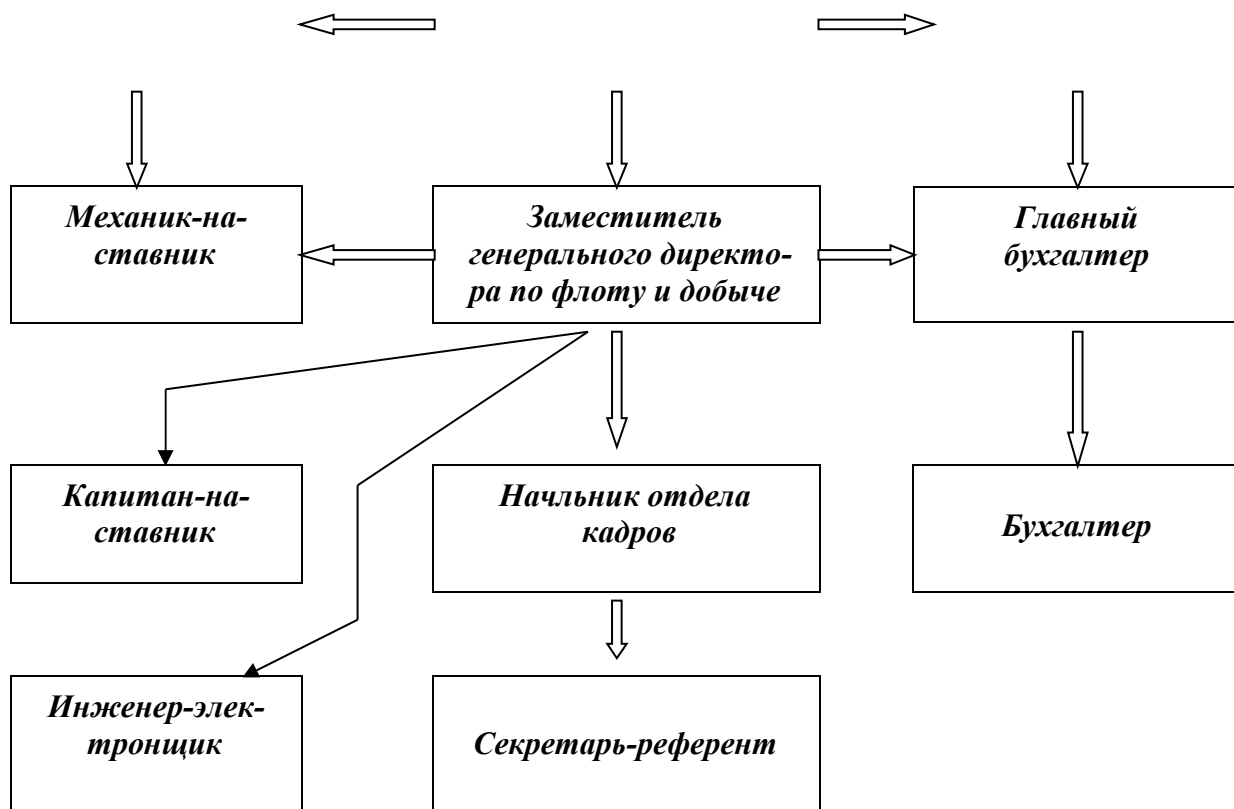 Механик-на-
ставник
Заместитель
генерального директо-
ра по флоту и добыче
Главный
бухгалтер
Капитан-на-
ставник
Начльник отдела
кадров
Бухгалтер
Инженер-элек-
тронщик
Секретарь-референт